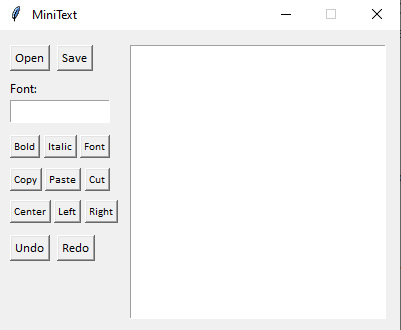 MiniText
Open Save
Font:
Bold Italic Font
Copy Paste Cut
Center Left Right
Undo Redo